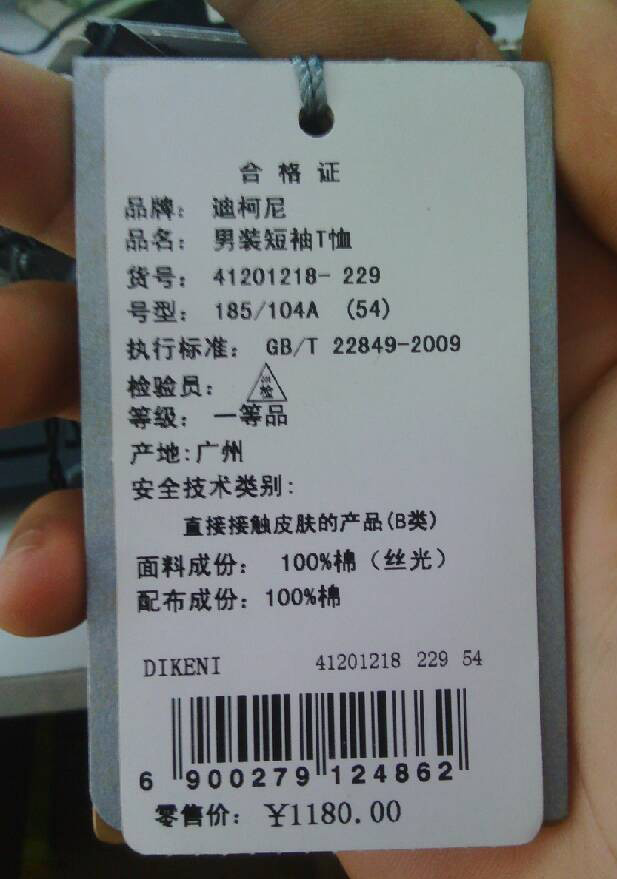 合格证
品牌： 迪柯尼
品名： 男装短袖T恤
货号： 41201218- 229
号型： 185/104A (54)
执行标准： GB/T 22849-2009
检验员： 检
等级： 一等品
产地:广州
安全技术类别:
直接接触皮肤的产品(B类)
面料成份： 100%棉（丝光）
配布成份：100%棉
DIKENI 41201218 229 54
6 900279 124862
零售价： ¥1180.00